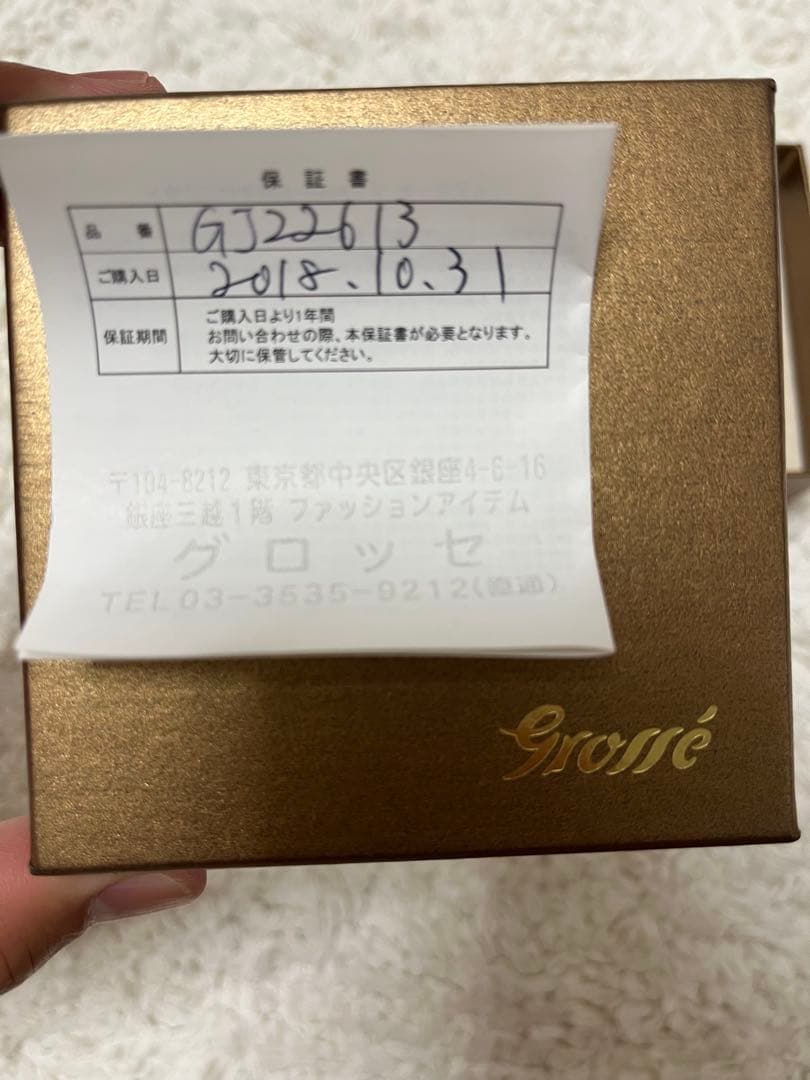 保証書
品番 GJ22613
ご購入日 2018.10.31
保証期間 ご購入日より1年間
お問い合わせの際、本保証書が必要となります。
大切に保管してください。
〒104-8212 東京都中央区銀座4-6-16
銀座三越1階 ファッションアイテム
グロッセ
TEL03-3535-9212(直通)
Grossé